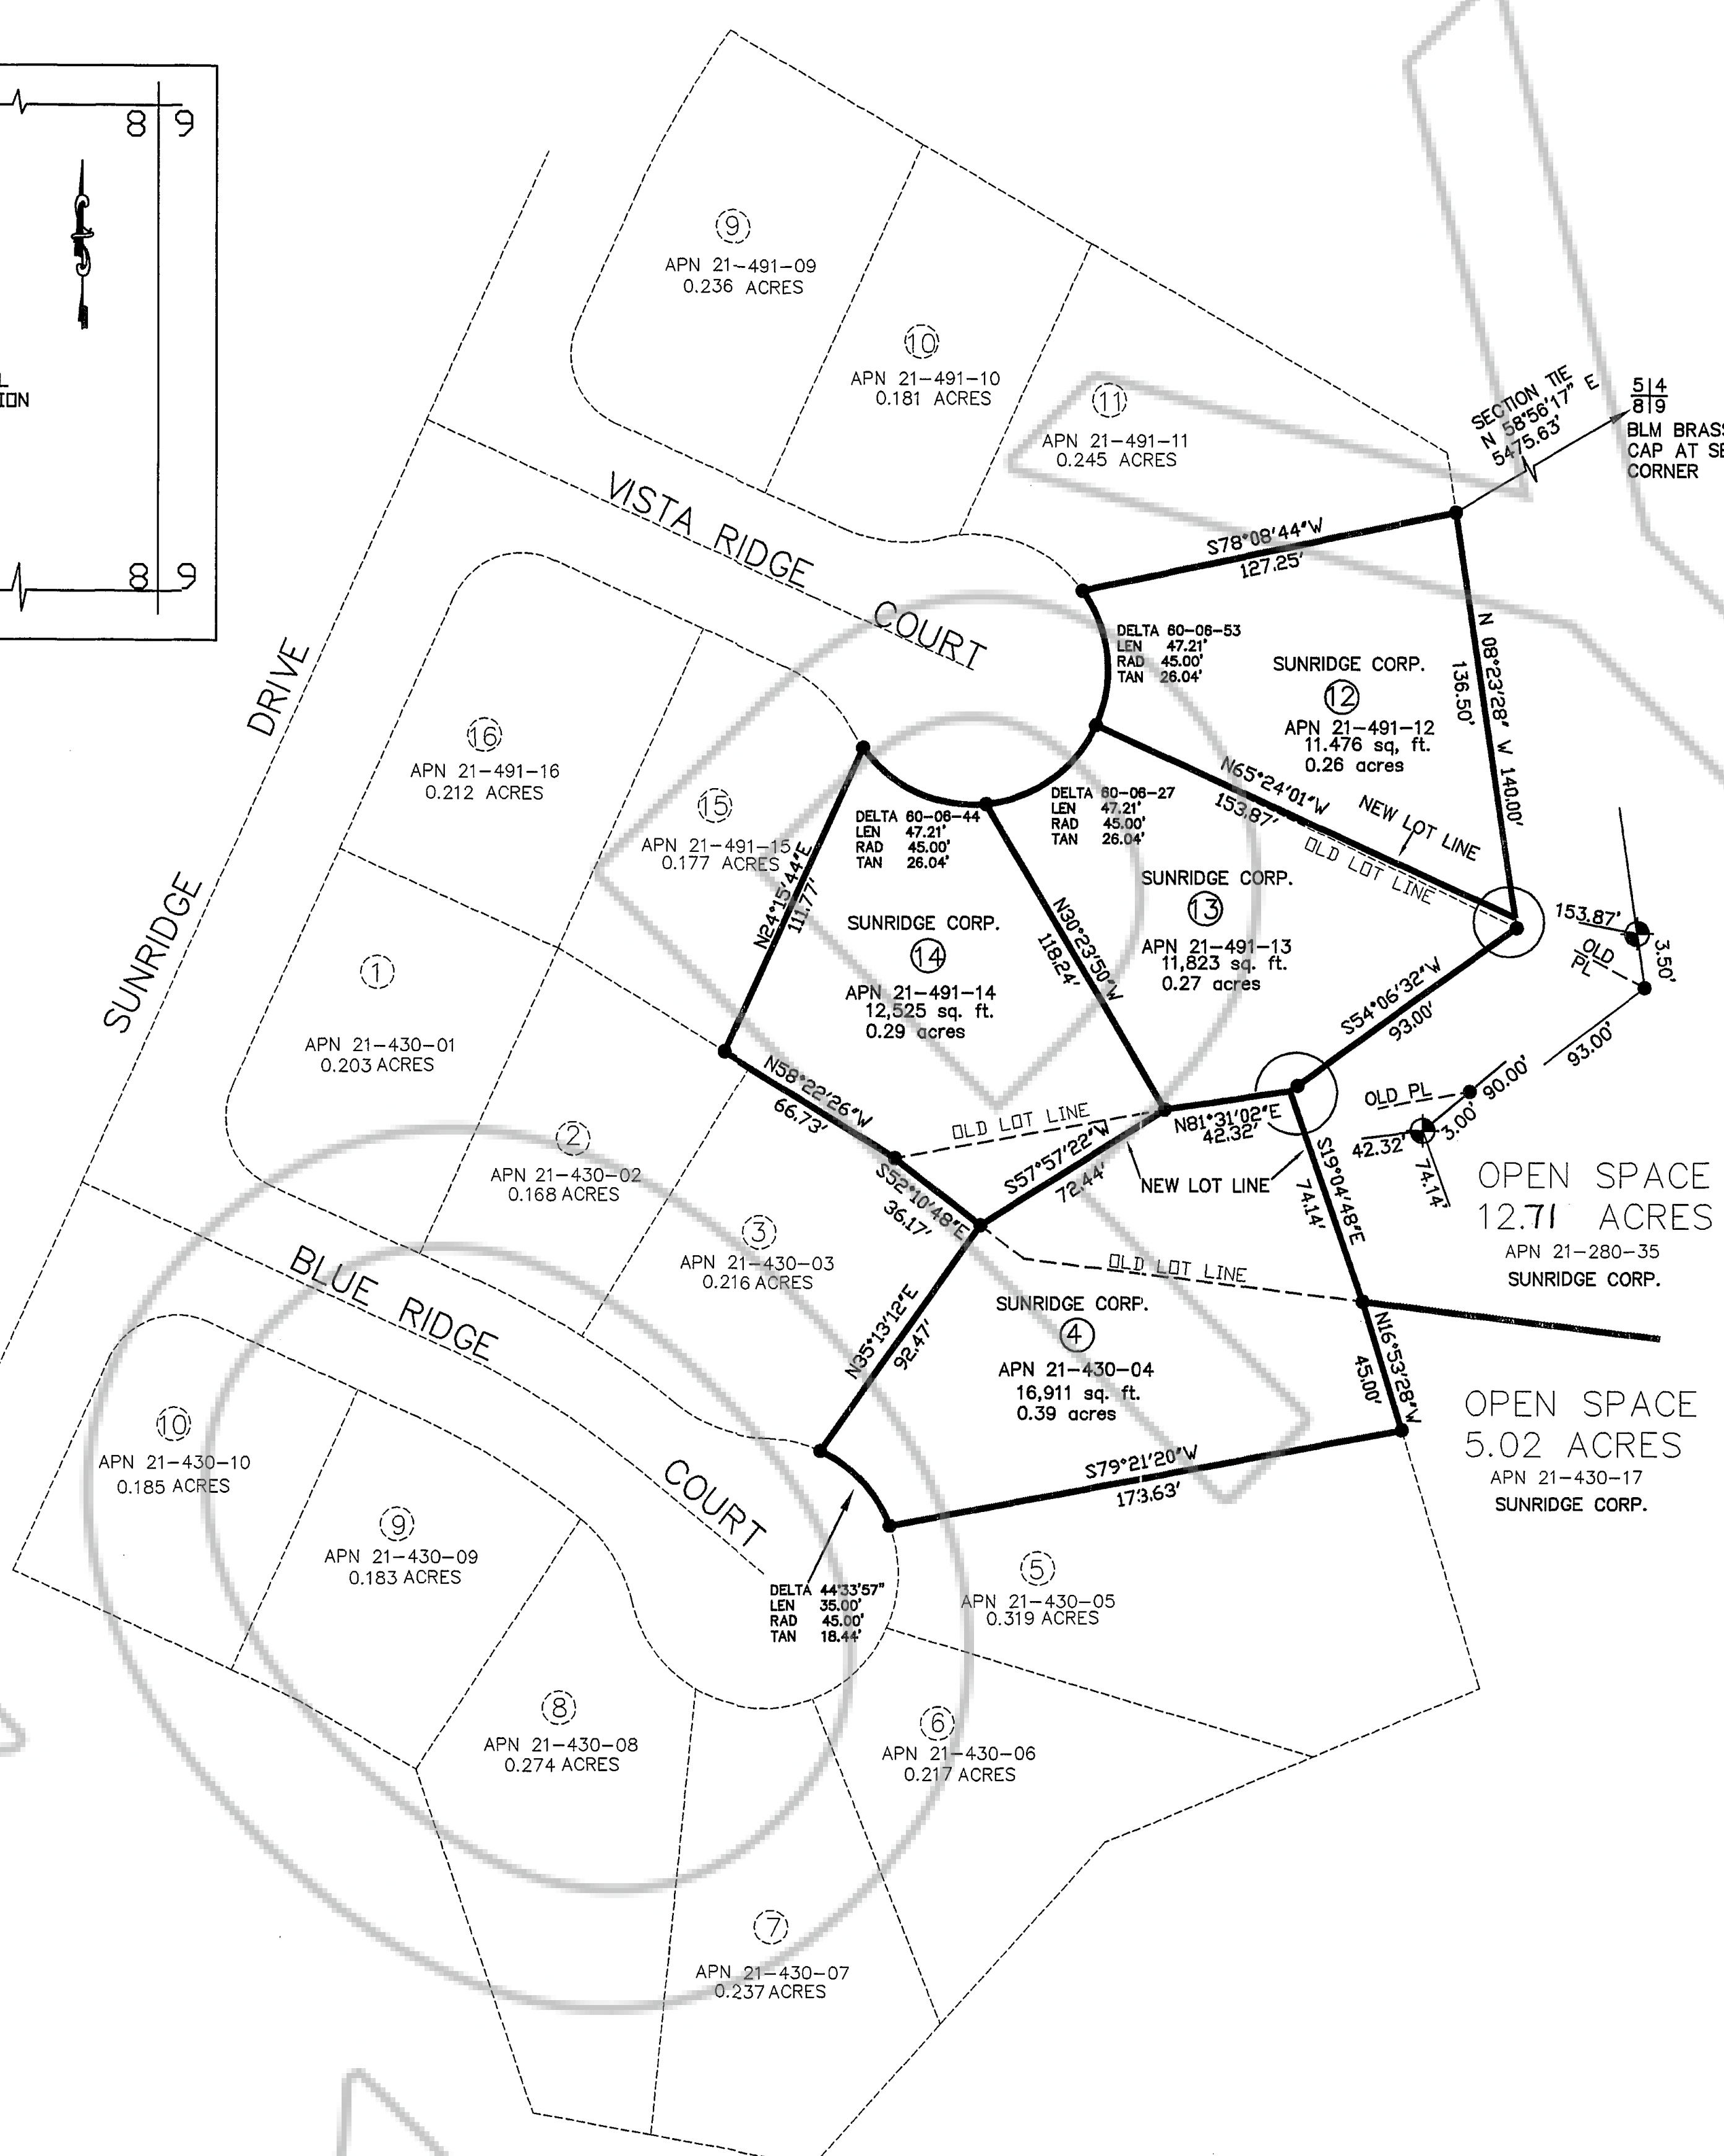 8 9
L
ION
8 9
9
APN 21-491-09
0.236 ACRES
10
APN 21-491-10
0.181 ACRES
11
APN 21-491-11
0.245 ACRES
SECTION TIE
N 58°56'17" E
5475.63'
5|4
8|9
BLM BRAS
CAP AT SE
CORNER
VISTA RIDGE
COURT
S78°08'44"W
127.25'
DELTA 60-06-53
LEN 47.21'
RAD 45.00'
TAN 26.04'
SUNRIDGE CORP.
12
APN 21-491-12
11.476 sq, ft.
0.26 acres
N 08°23'28" W 140.00'
136.50'
SUNRIDGE DRIVE
16
APN 21-491-16
0.212 ACRES
15
APN 21-491-15
0.177 ACRES
N24°15'44"E
111.77'
DELTA 60-06-44
LEN 47.21'
RAD 45.00'
TAN 26.04'
DELTA 60-06-27
LEN 47.21'
RAD 45.00'
TAN 26.04'
N65°24'01"W
153.87'
NEW LOT LINE
OLD LOT LINE
SUNRIDGE CORP.
13
APN 21-491-13
11,823 sq. ft.
0.27 acres
SUNRIDGE CORP.
14
APN 21-491-14
12,525 sq. ft.
0.29 acres
N30°23'50"W
118.24'
S54°06'32"W
93.00'
153.87'
3.50'
OLD
PL
93.00'
1
APN 21-430-01
0.203 ACRES
N58°22'26"W
66.73'
OLD LOT LINE
N81°31'02"E
42.32'
OLD PL
90.00'
3.00'
42.32'
74.14'
2
APN 21-430-02
0.168 ACRES
S57°57'22"W
72.44'
NEW LOT LINE
S19°04'48"E
74.14'
OPEN SPACE
12.71 ACRES
APN 21-280-35
SUNRIDGE CORP.
S52°10'48"E
36.17'
3
APN 21-430-03
0.216 ACRES
OLD LOT LINE
BLUE RIDGE
COURT
SUNRIDGE CORP.
4
APN 21-430-04
16,911 sq. ft.
0.39 acres
N35°13'12"E
92.47'
N16°53'28"W
45.00'
OPEN SPACE
5.02 ACRES
APN 21-430-17
SUNRIDGE CORP.
10
APN 21-430-10
0.185 ACRES
S79°21'20"W
173.63'
9
APN 21-430-09
0.183 ACRES
DELTA 44°33'57"
LEN 35.00'
RAD 45.00'
TAN 18.44'
5
APN 21-430-05
0.319 ACRES
8
APN 21-430-08
0.274 ACRES
6
APN 21-430-06
0.217 ACRES
7
APN 21-430-07
0.237 ACRES